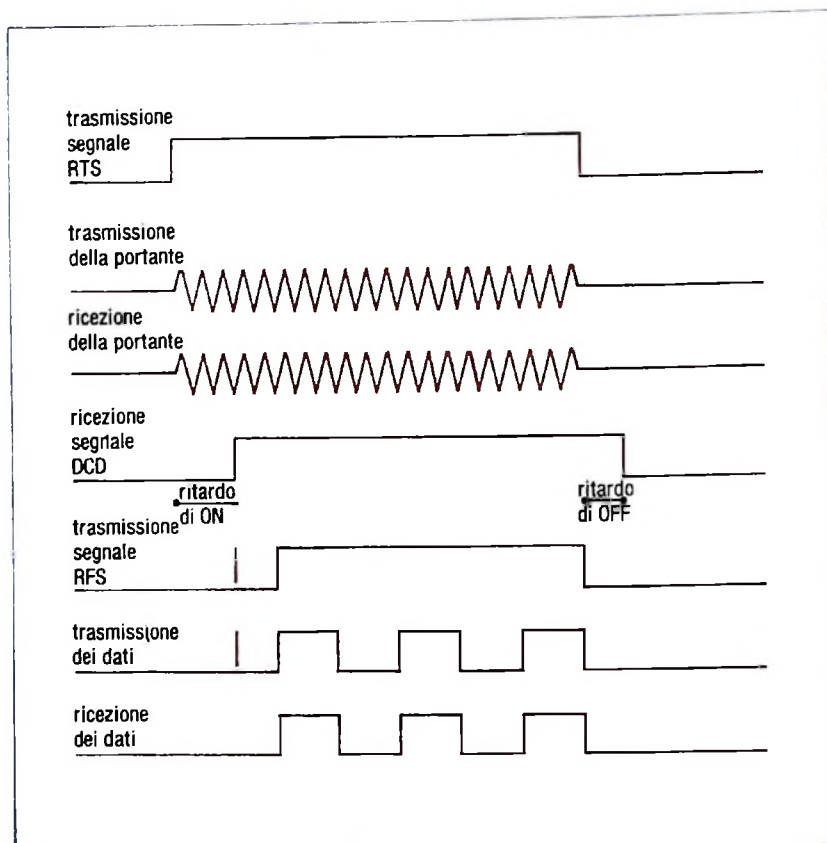 trasmissione
segnale
RTS
trasmissione
della portante
ricezione
della portante
ricezione
segnale
DCD
ritardo
di ON
ritardo
di OFF
trasmissione
segnale
RFS
trasmissione
dei dati
ricezione
dei dati